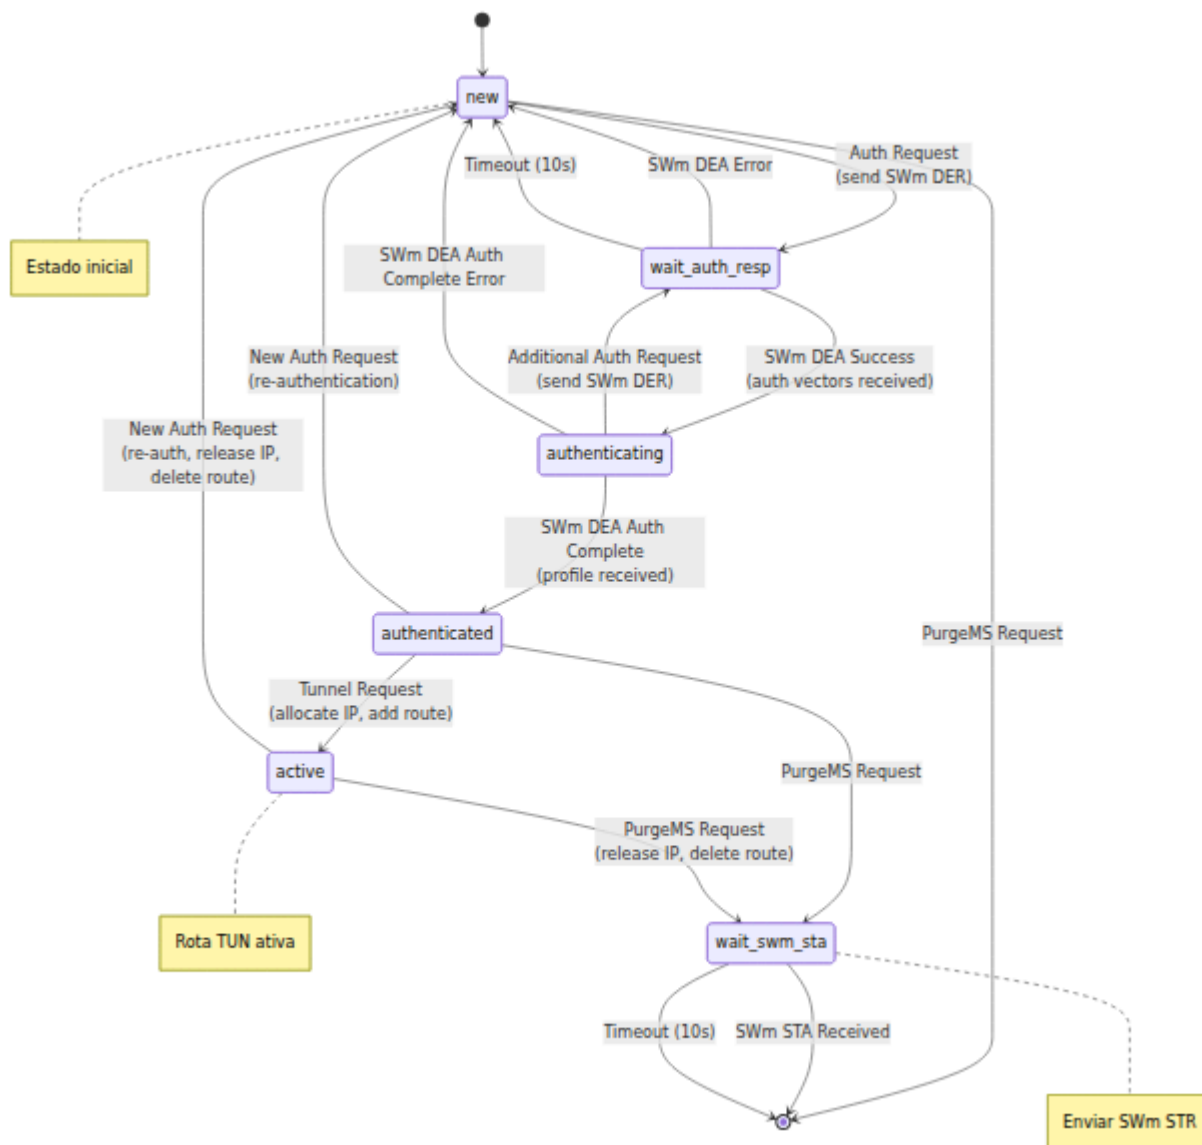 new
Timeout (10s)
SWm DEA Error
Auth Request
(send SWm DER)
Estado inicial
SWm DEA Auth
Complete Error
wait_auth_resp
New Auth Request
(re-authentication)
Additional Auth Request
(send SWm DER)
SWm DEA Success
(auth vectors received)
New Auth Request
(re-auth, release IP,
delete route)
authenticating
SWm DEA Auth
Complete
(profile received)
authenticated
PurgeMS Request
Tunnel Request
(allocate IP, add route)
active
PurgeMS Request
PurgeMS Request
(release IP, delete route)
Rota TUN ativa
wait_swm_sta
Timeout (10s)
SWm STA Received
Enviar SWm STR